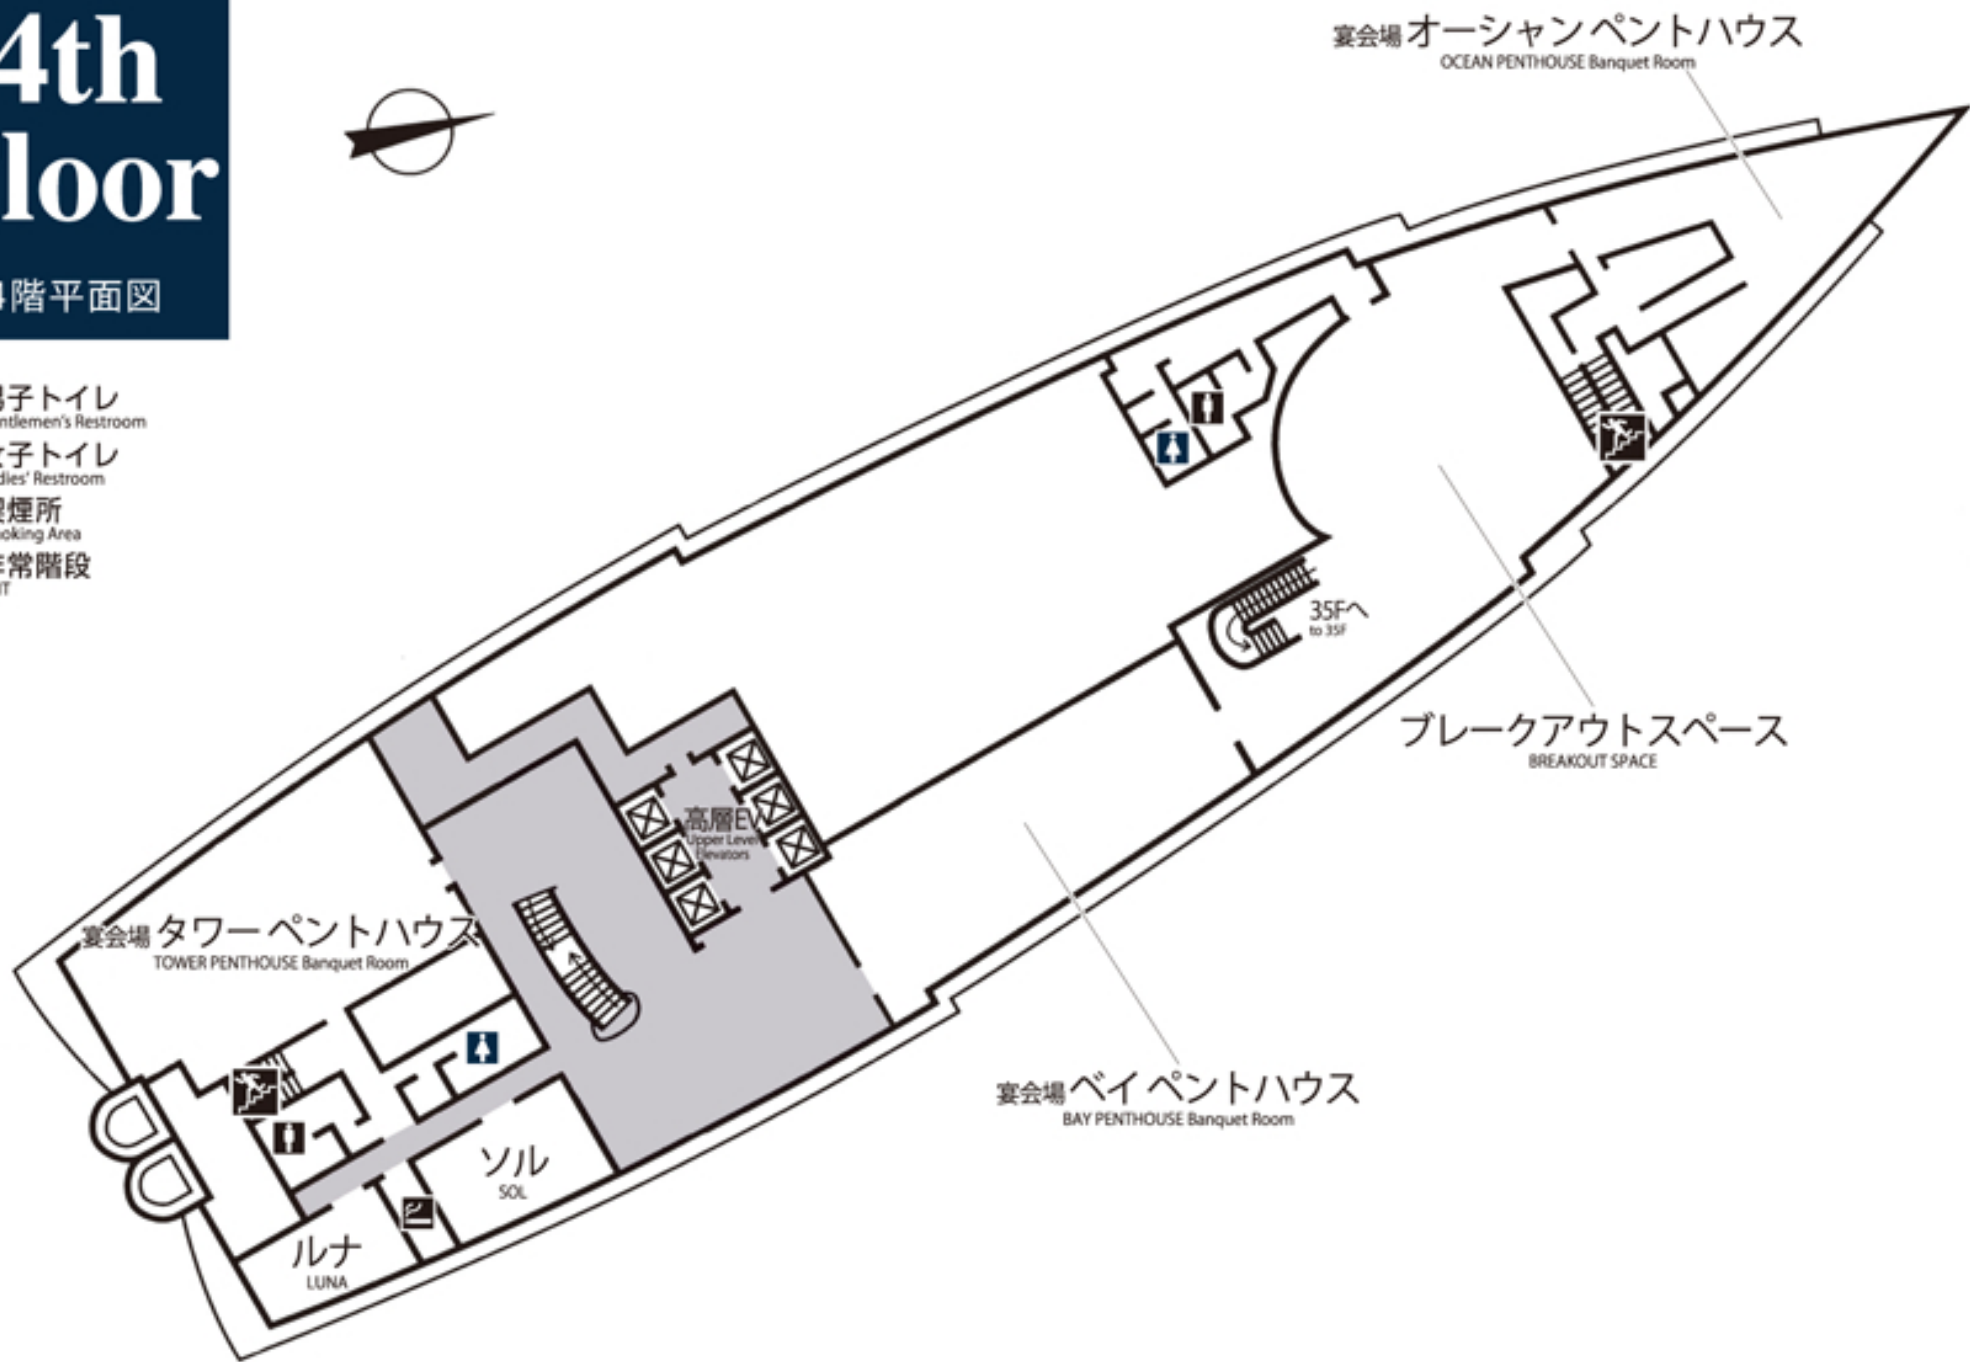 4th
loor
階平面図
宴会場 オーシャン ペントハウス
OCEAN PENTHOUSE Banquet Room
子トイレ
ntlemen's Restroom
子トイレ
dies' Restroom
煙所
oking Area
常階段
35Fへ
to 35F
ブレークアウトスペース
BREAKOUT SPACE
高層EV
Upper Level
Elevators
宴会場 タワー ペントハウス
TOWER PENTHOUSE Banquet Room
宴会場 ベイ ペントハウス
BAY PENTHOUSE Banquet Room
ソル
SOL
ルナ
LUNA